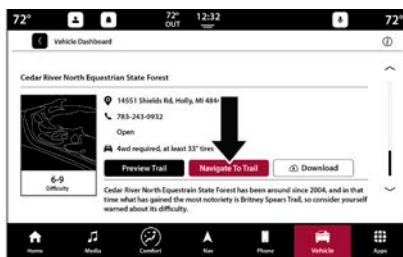 72° 72° OUT 12:32 72°
Vehicle Dashboard
Cedar River North Equestrian State Forest
14551 Shields Rd, Holly, MI 484
783-243-0932
Open
4wd required, at least 33" tires
Preview Trail Navigate To Trail Download
6-9
Difficulty
Cedar River North Equestrain State Forest has been around since 2004, and in that
time what has gained the most notoriety is Britney Spears Trail, so consider yourself
warned about its difficulty.
Home Media Comfort Nav Phone Vehicle Apps